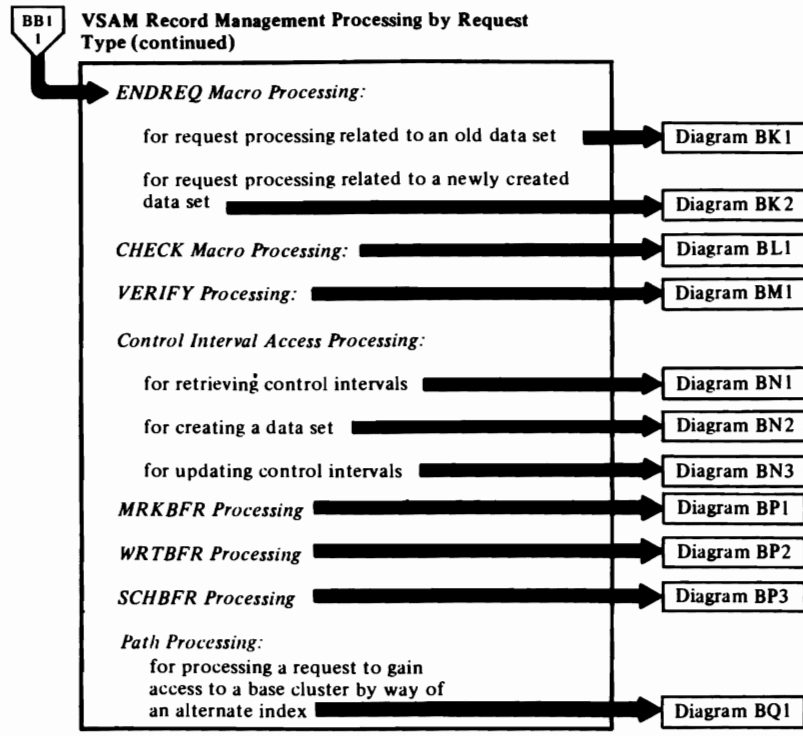 BB1
1
VSAM Record Management Processing by Request
Type (continued)
ENDREQ Macro Processing:
for request processing related to an old data set
Diagram BK1
for request processing related to a newly created
data set
Diagram BK2
CHECK Macro Processing:
Diagram BL1
VERIFY Processing:
Diagram BM1
Control Interval Access Processing:
for retrieving control intervals
Diagram BN1
for creating a data set
Diagram BN2
for updating control intervals
Diagram BN3
MRKBFR Processing
Diagram BP1
WRTBFR Processing
Diagram BP2
SCHBFR Processing
Diagram BP3
Path Processing:
for processing a request to gain
access to a base cluster by way of
an alternate index
Diagram BQ1